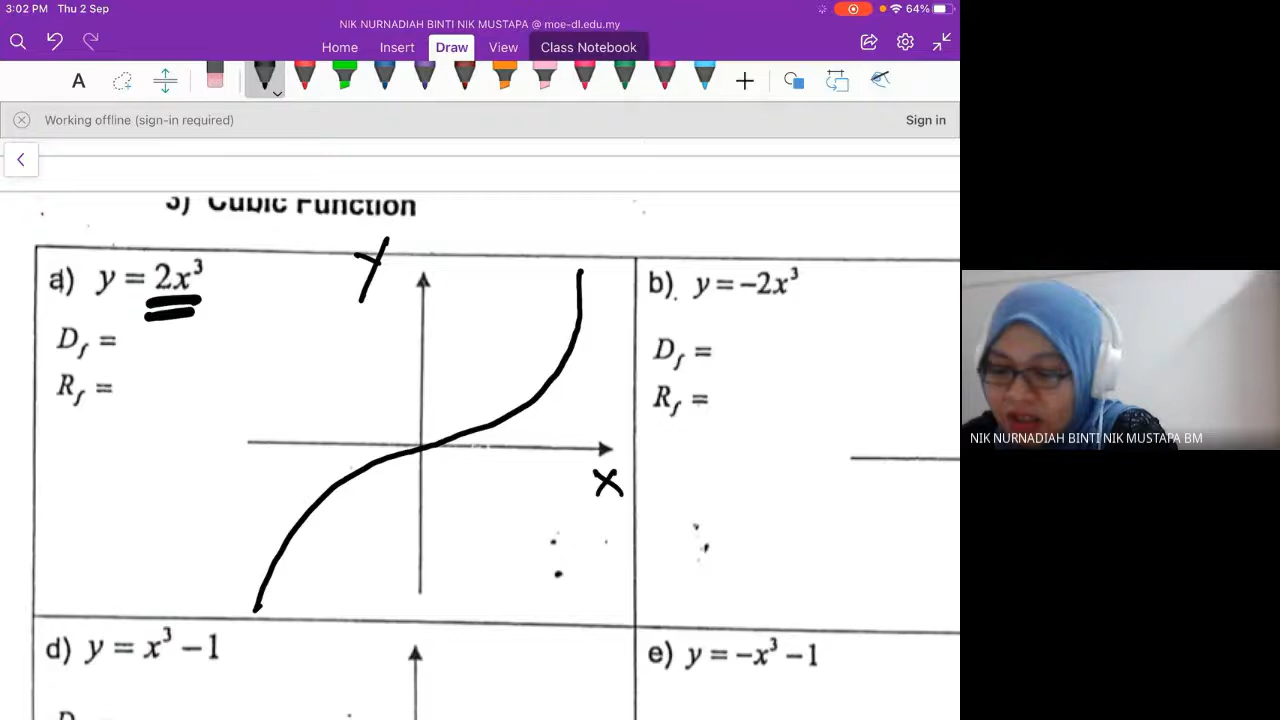 3:02 PM Thu 2 Sep
64%
NIK NURNADIAH BINTI NIK MUSTAPA @ moe-dl.edu.my
Home Insert Draw View Class Notebook
A
Working offline (sign-in required) Sign in
3) Cubic Function
a) y = 2x³
D_f =
R_f =
Y
X
b) y = -2x³
D_f =
R_f =
d) y = x³ - 1
e) y = -x³ - 1
NIK NURNADIAH BINTI NIK MUSTAPA BM